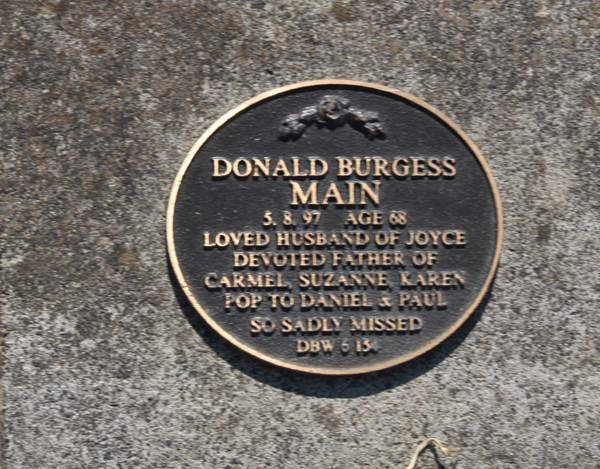 DONALD BURGESS
MAIN
5. 8. 97 AGE 68
LOVED HUSBAND OF JOYCE
DEVOTED FATHER OF
CARMEL, SUZANNE, KAREN
POP TO DANIEL & PAUL
SO SADLY MISSED
DBW 6